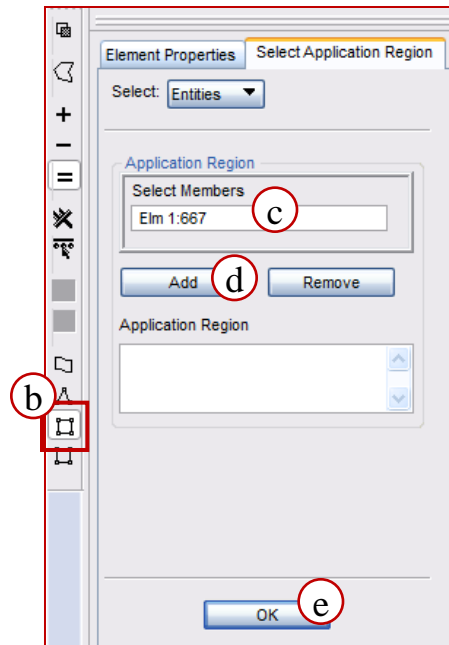 Element Properties Select Application Region
Select: Entities
Application Region
Select Members
Elm 1:667 c
Add d Remove
Application Region
b
OK e